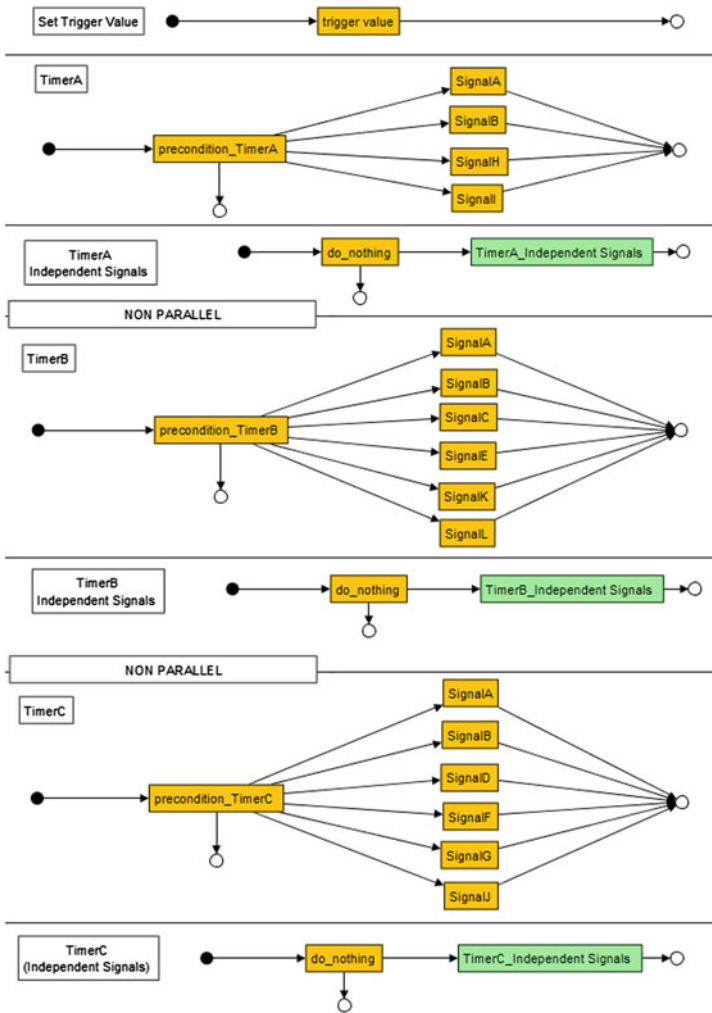 Set Trigger Value
trigger value
TimerA
SignalA
SignalB
precondition_TimerA
SignalH
SignalI
TimerA
Independent Signals
do_nothing
TimerA_Independent Signals
NON PARALLEL
TimerB
SignalA
SignalB
SignalC
precondition_TimerB
SignalE
SignalK
SignalL
TimerB
Independent Signals
do_nothing
TimerB_Independent Signals
NON PARALLEL
TimerC
SignalA
SignalB
SignalD
precondition_TimerC
SignalF
SignalG
SignalJ
TimerC
(Independent Signals)
do_nothing
TimerC_Independent Signals